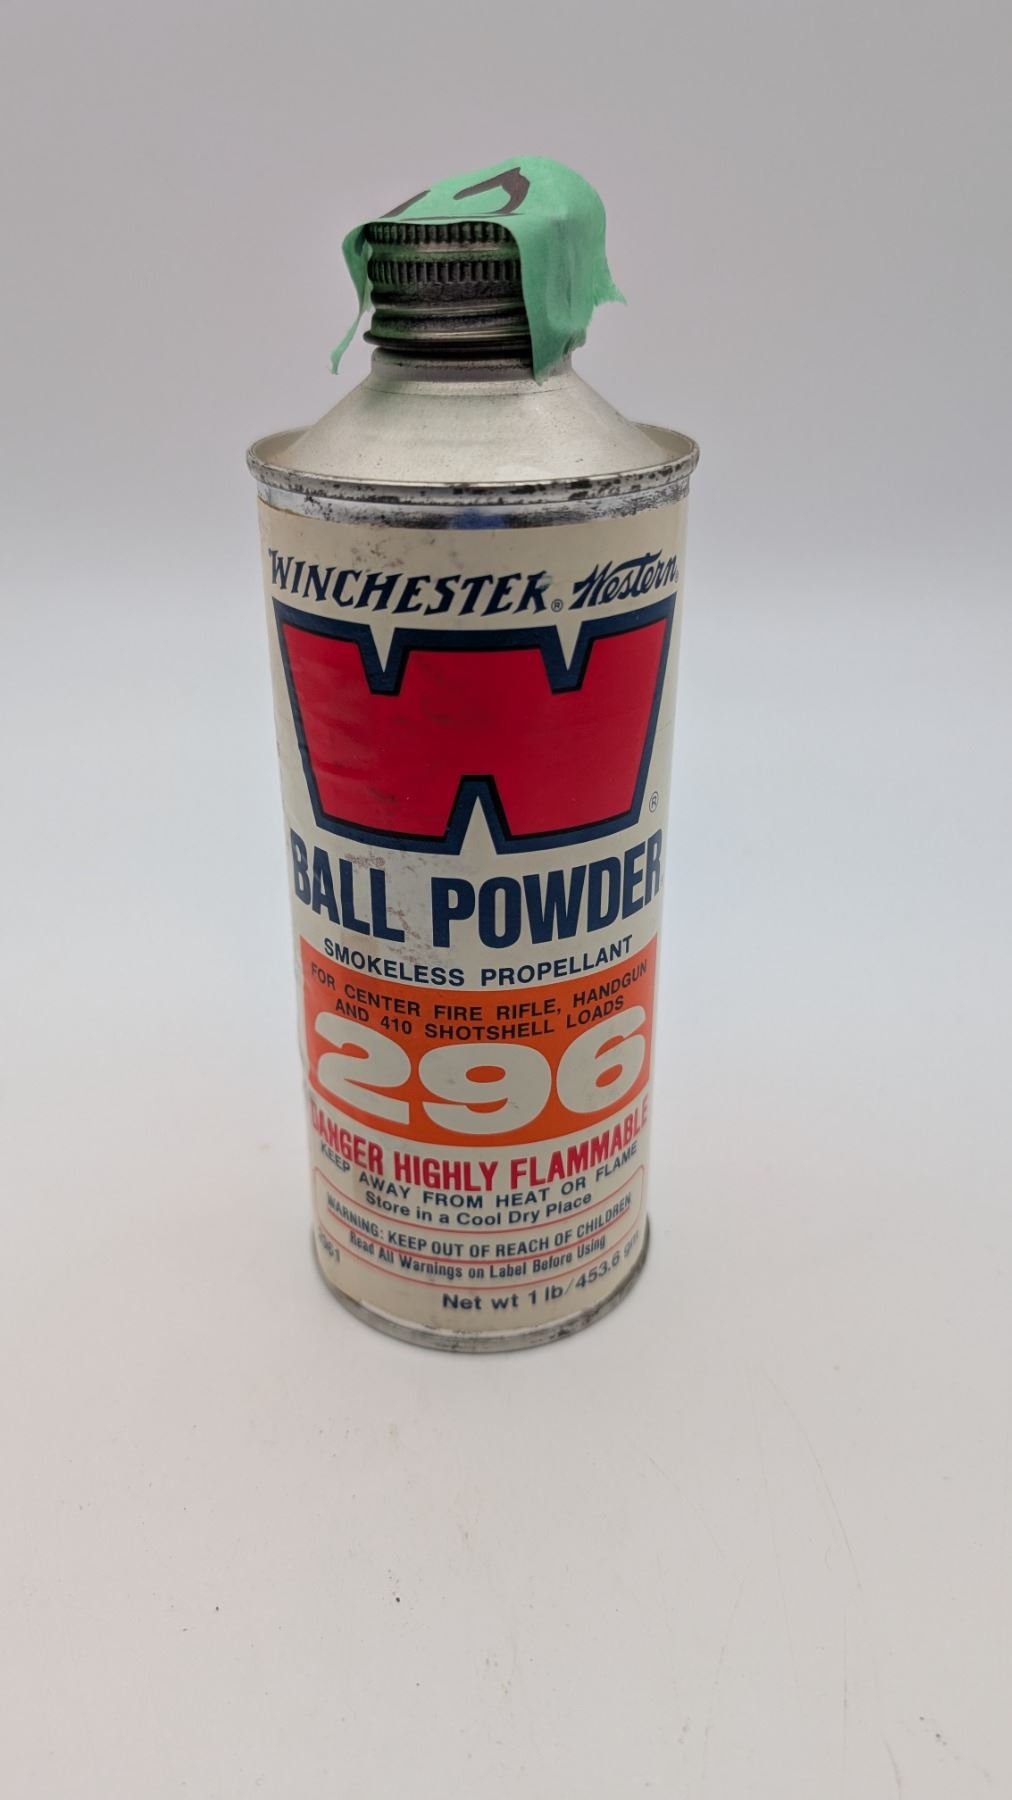 WINCHESTER® Western®
W®
BALL POWDER
SMOKELESS PROPELLANT
FOR CENTER FIRE RIFLE, HANDGUN
AND 410 SHOTSHELL LOADS
296
DANGER HIGHLY FLAMMABLE
KEEP AWAY FROM HEAT OR FLAME
Store in a Cool Dry Place
WARNING: KEEP OUT OF REACH OF CHILDREN
Read All Warnings on Label Before Using
Net wt 1 lb/453.6 gm